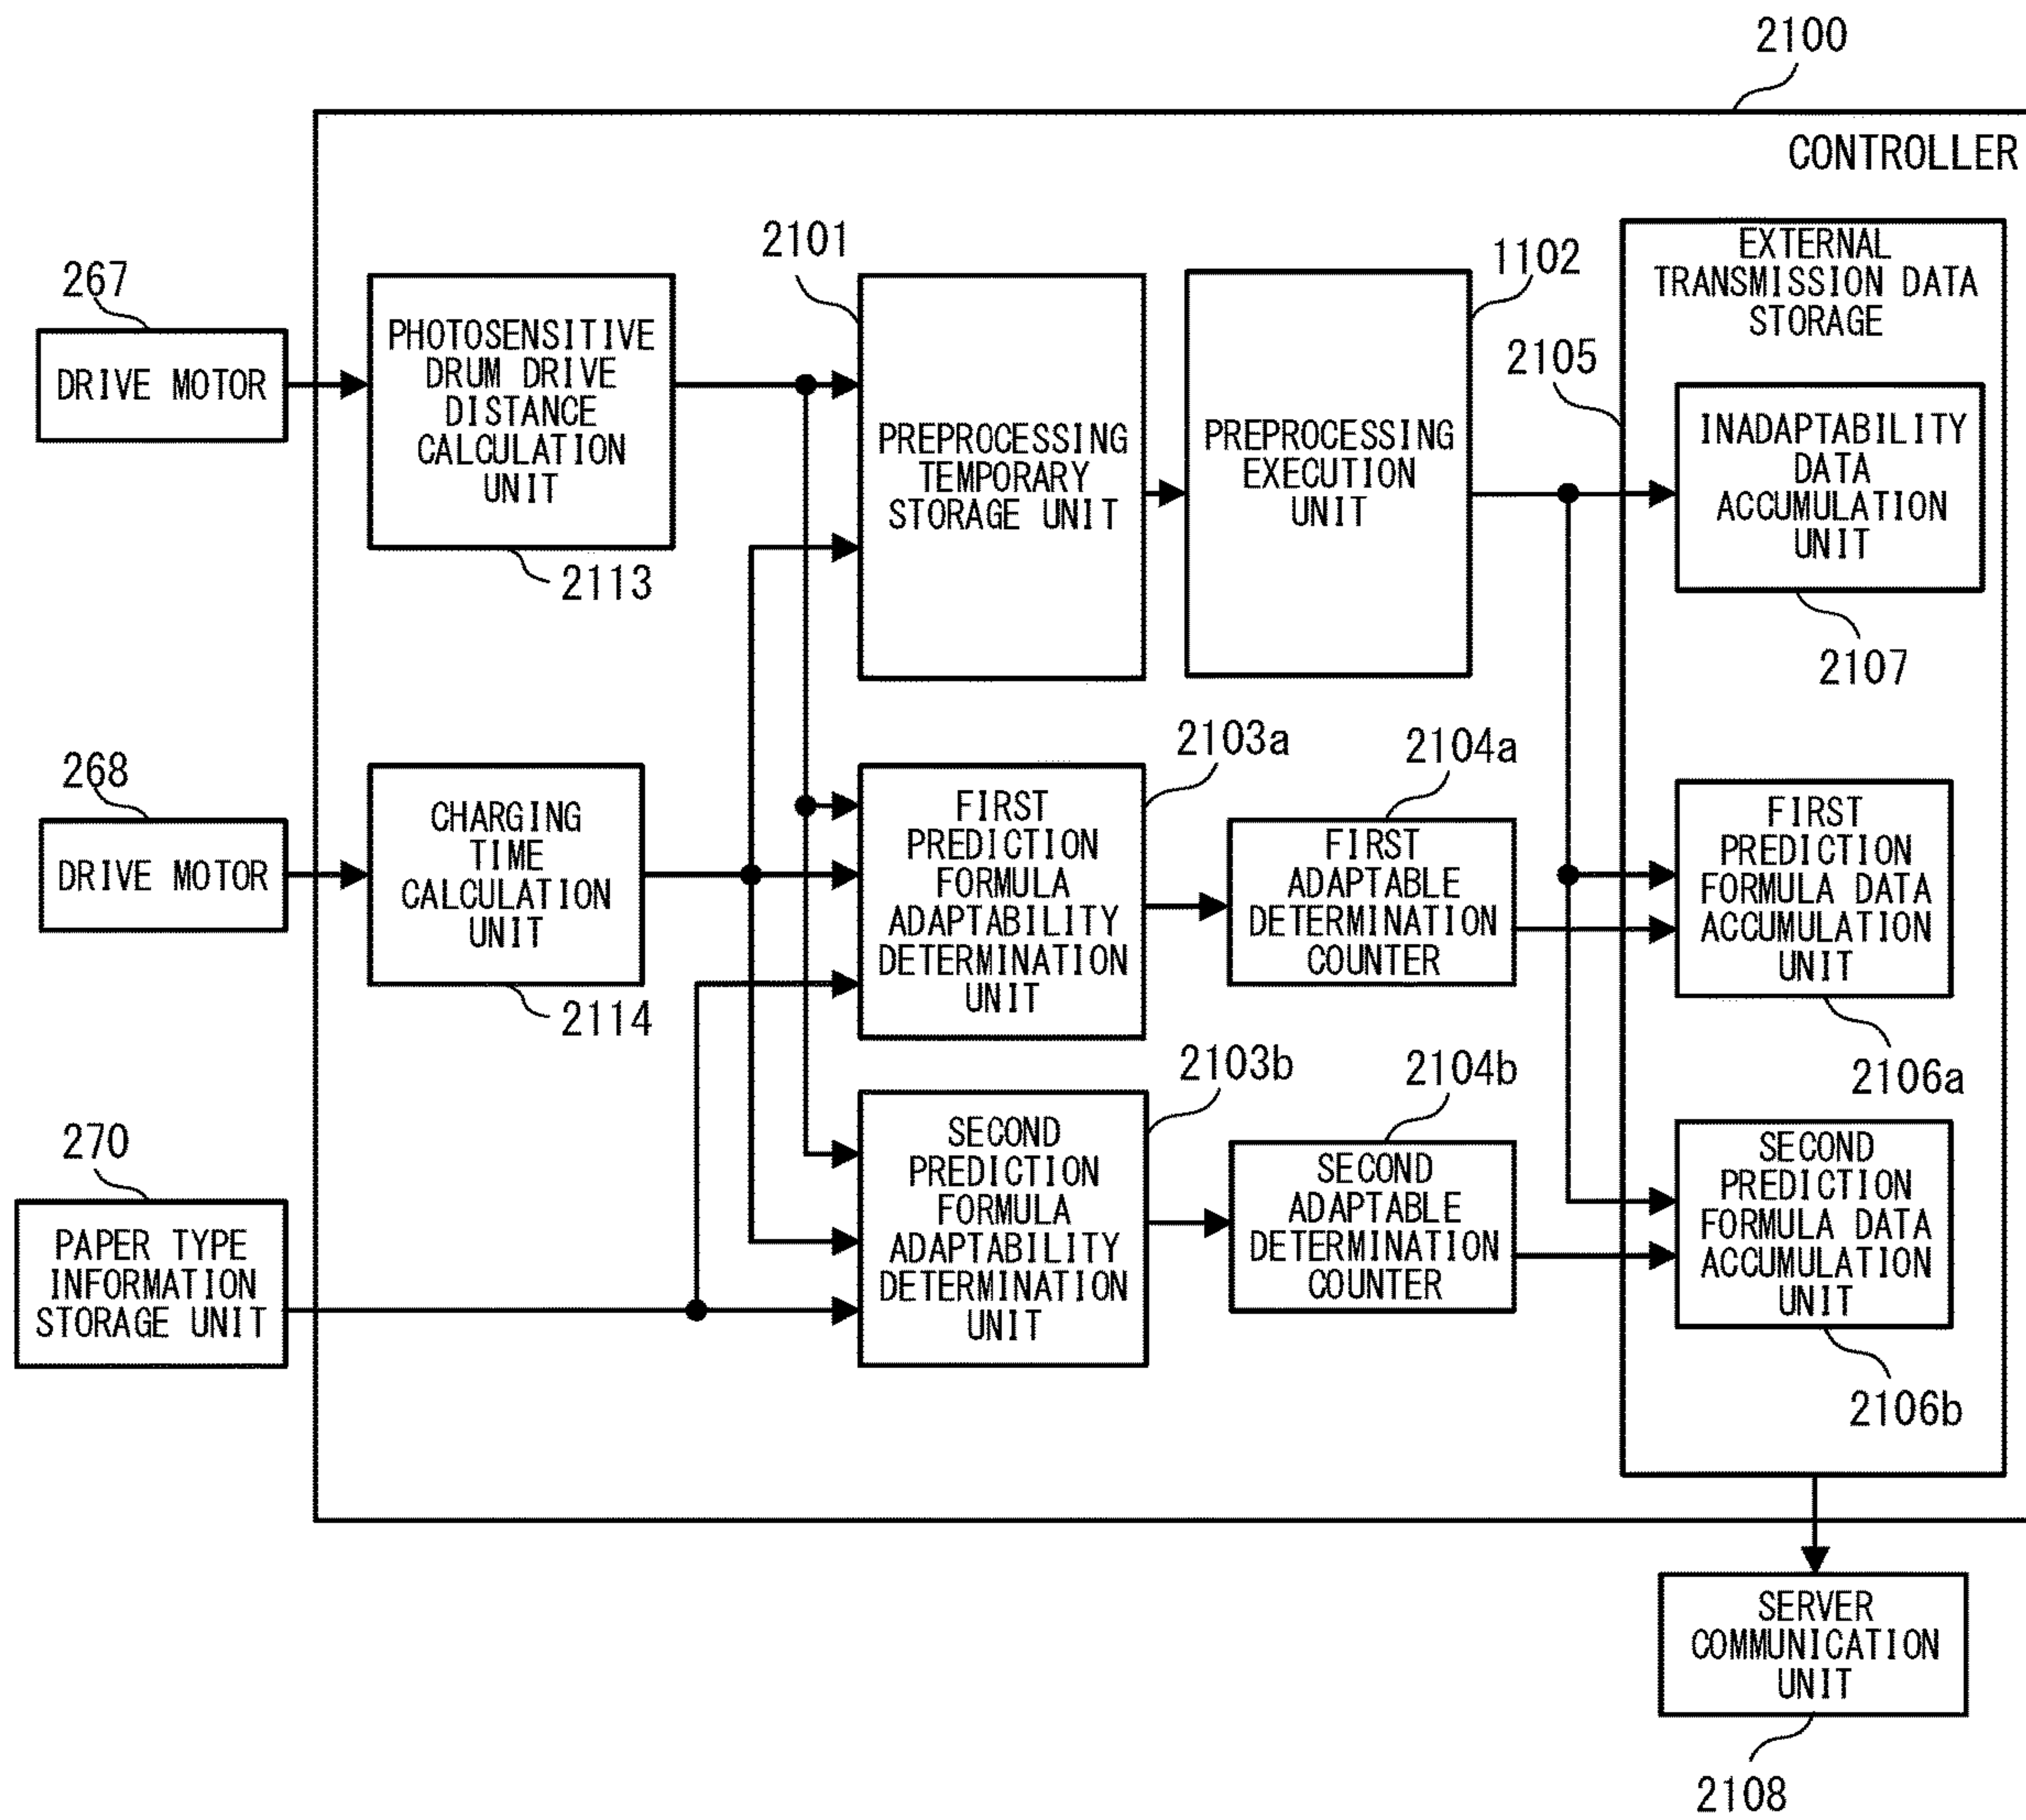 2100
CONTROLLER
267
DRIVE MOTOR
PHOTOSENSITIVE
DRUM DRIVE
DISTANCE
CALCULATION
UNIT
2113
2101
PREPROCESSING
TEMPORARY
STORAGE UNIT
1102
PREPROCESSING
EXECUTION
UNIT
2105
EXTERNAL
TRANSMISSION DATA
STORAGE
INADAPTABILITY
DATA
ACCUMULATION
UNIT
2107
268
DRIVE MOTOR
CHARGING
TIME
CALCULATION
UNIT
2114
2103a
FIRST
PREDICTION
FORMULA
ADAPTABILITY
DETERMINATION
UNIT
2104a
FIRST
ADAPTABLE
DETERMINATION
COUNTER
FIRST
PREDICTION
FORMULA DATA
ACCUMULATION
UNIT
2106a
270
PAPER TYPE
INFORMATION
STORAGE UNIT
2103b
SECOND
PREDICTION
FORMULA
ADAPTABILITY
DETERMINATION
UNIT
2104b
SECOND
ADAPTABLE
DETERMINATION
COUNTER
SECOND
PREDICTION
FORMULA DATA
ACCUMULATION
UNIT
2106b
SERVER
COMMUNICATION
UNIT
2108